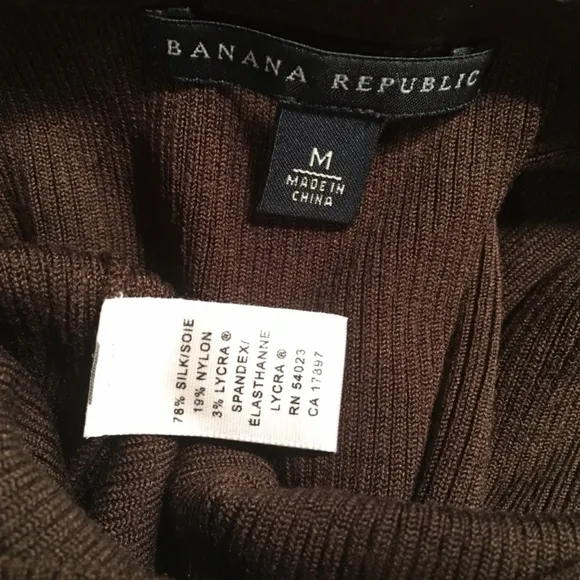 BANANA REPUBLIC
M
MADE IN
CHINA
78% SILK/SOIE
19% NYLON
3% LYCRA ®
SPANDEX/
ÉLASTHANNE
LYCRA ®
RN 54023
CA 17897